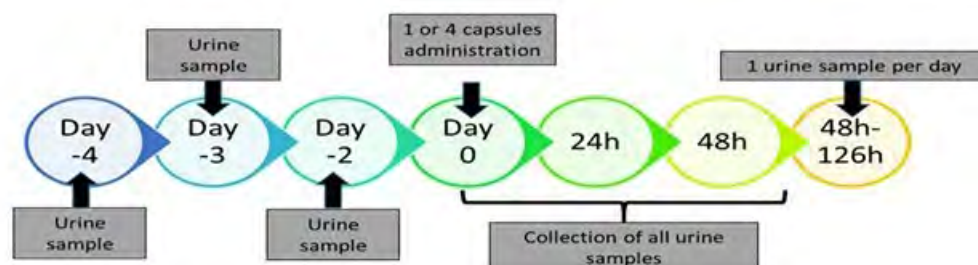 1 or 4 capsules
administration
Urine
sample
1 urine sample per day
Day
-4
Day
-3
Day
-2
Day
0
24h
48h
48h-
126h
Urine
sample
Urine
sample
Collection of all urine
samples